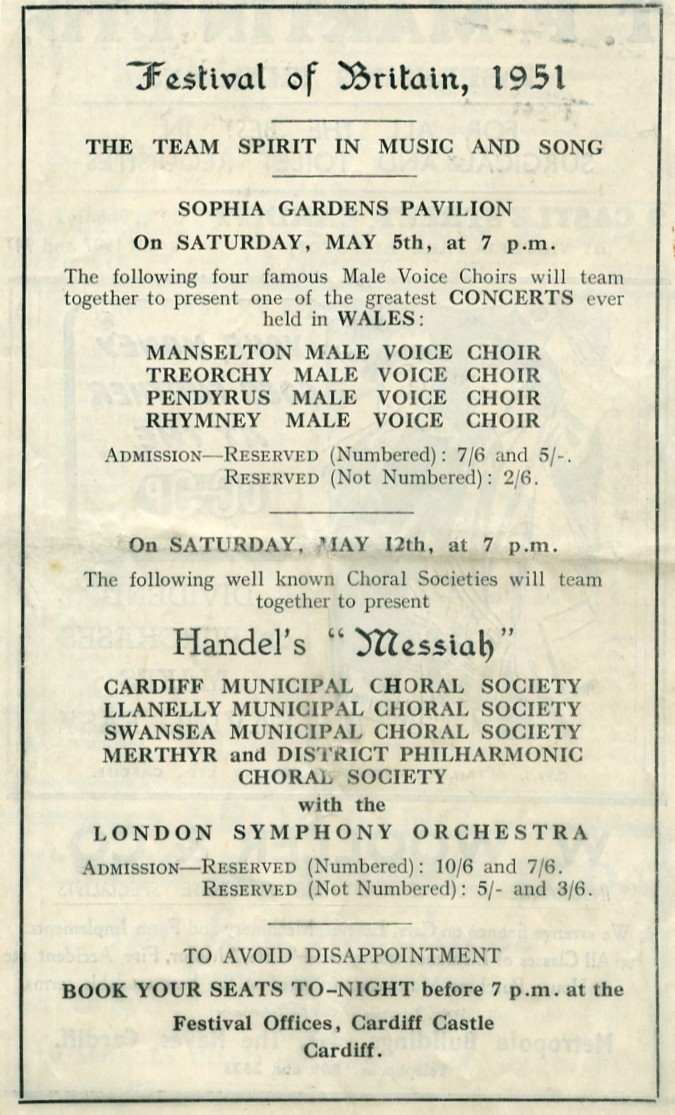 Festival of Britain, 1951
THE TEAM SPIRIT IN MUSIC AND SONG
SOPHIA GARDENS PAVILION
On SATURDAY, MAY 5th, at 7 p.m.
The following four famous Male Voice Choirs will team
together to present one of the greatest CONCERTS ever
held in WALES:
MANSELTON MALE VOICE CHOIR
TREORCHY MALE VOICE CHOIR
PENDYRUS MALE VOICE CHOIR
RHYMNEY MALE VOICE CHOIR
ADMISSION—RESERVED (Numbered): 7/6 and 5/-.
RESERVED (Not Numbered): 2/6.
On SATURDAY, MAY 12th, at 7 p.m.
The following well known Choral Societies will team
together to present
Handel's "Messiah"
CARDIFF MUNICIPAL CHORAL SOCIETY
LLANELLY MUNICIPAL CHORAL SOCIETY
SWANSEA MUNICIPAL CHORAL SOCIETY
MERTHYR and DISTRICT PHILHARMONIC
CHORAL SOCIETY
with the
LONDON SYMPHONY ORCHESTRA
ADMISSION—RESERVED (Numbered): 10/6 and 7/6.
RESERVED (Not Numbered): 5/- and 3/6.
TO AVOID DISAPPOINTMENT
BOOK YOUR SEATS TO-NIGHT before 7 p.m. at the
Festival Offices, Cardiff Castle
Cardiff.